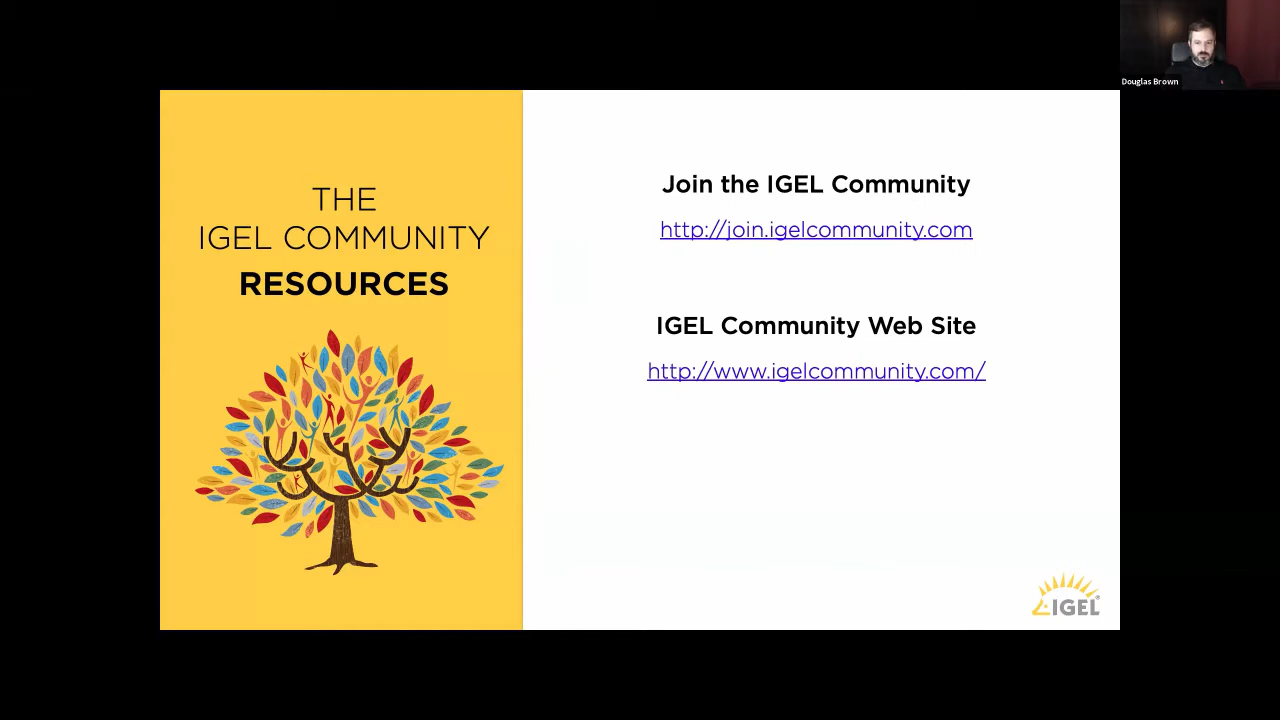 Douglas Brown
THE
IGEL COMMUNITY
RESOURCES
Join the IGEL Community
http://join.igelcommunity.com
IGEL Community Web Site
http://www.igelcommunity.com/
IGEL